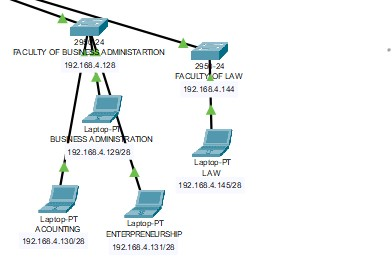 2950-24
FACULTY OF BUSINESS ADMINISTARTION
192.168.4.128
2950-24
FACULTY OF LAW
192.168.4.144
Laptop-PT
BUSINESS ADMINISTRATION
192.168.4.129/28
Laptop-PT
LAW
192.168.4.145/28
Laptop-PT
ACOUNTING
192.168.4.130/28
Laptop-PT
ENTERPRENEURSHIP
192.168.4.131/28